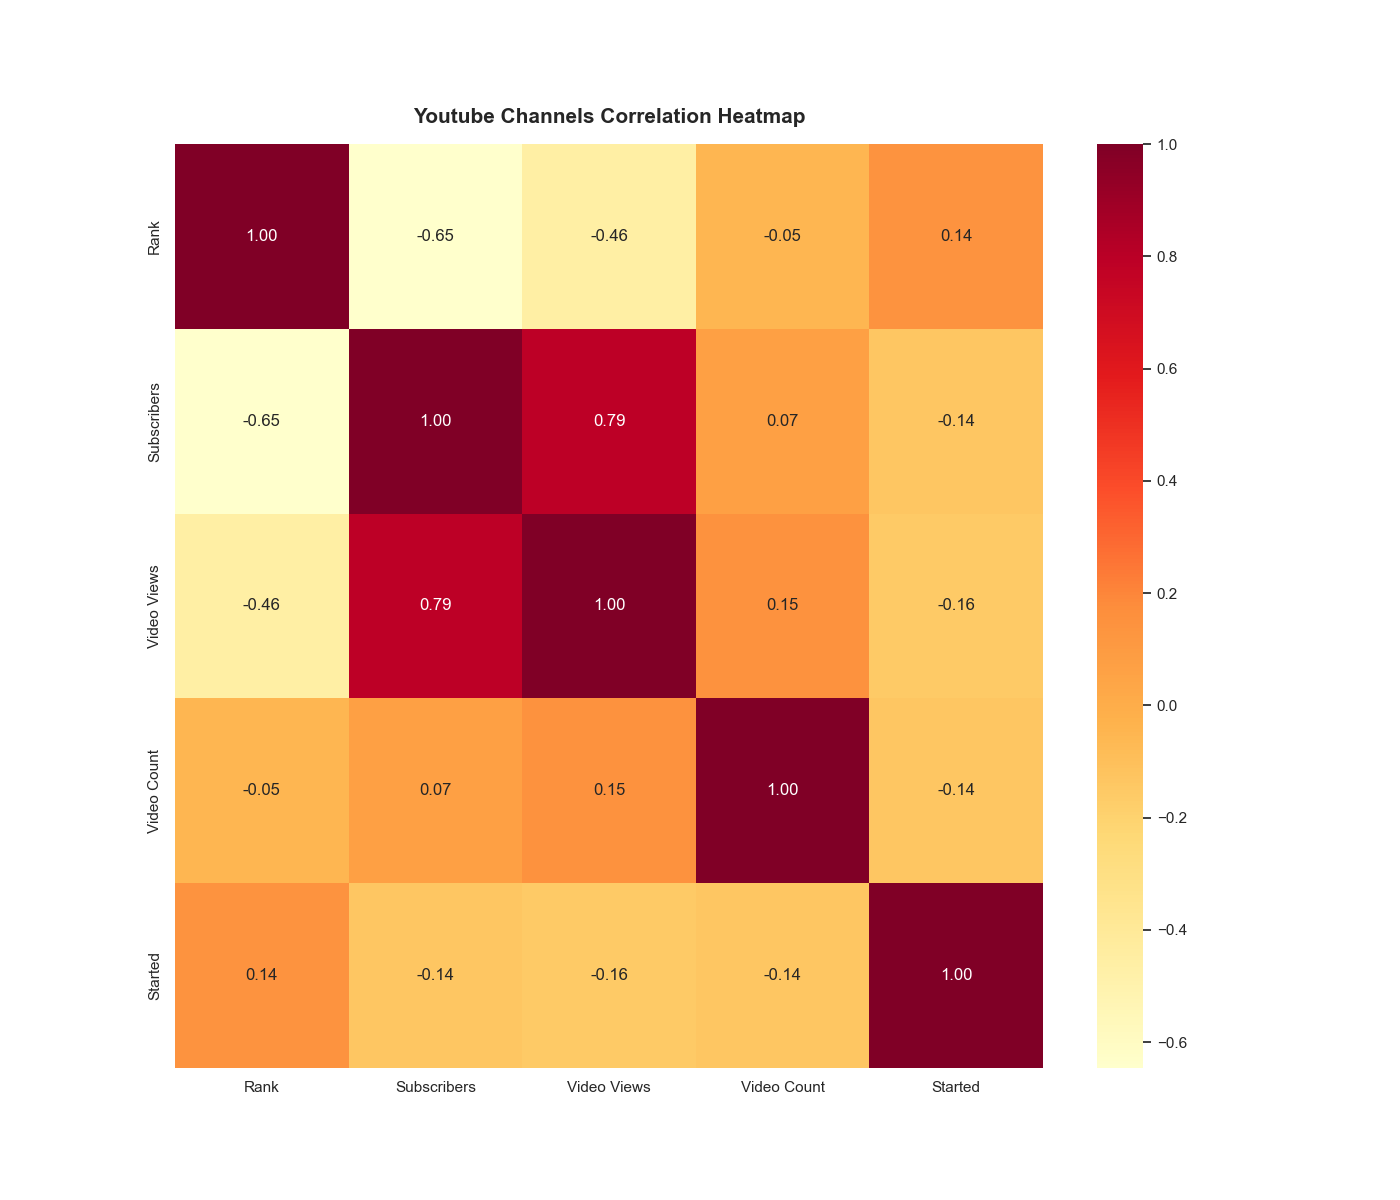 Youtube Channels Correlation Heatmap
Rank
1.00 -0.65 -0.46 -0.05 0.14
Subscribers
-0.65 1.00 0.79 0.07 -0.14
Video Views
-0.46 0.79 1.00 0.15 -0.16
Video Count
-0.05 0.07 0.15 1.00 -0.14
Started
0.14 -0.14 -0.16 -0.14 1.00
Rank Subscribers Video Views Video Count Started
1.0
0.8
0.6
0.4
0.2
0.0
−0.2
−0.4
−0.6